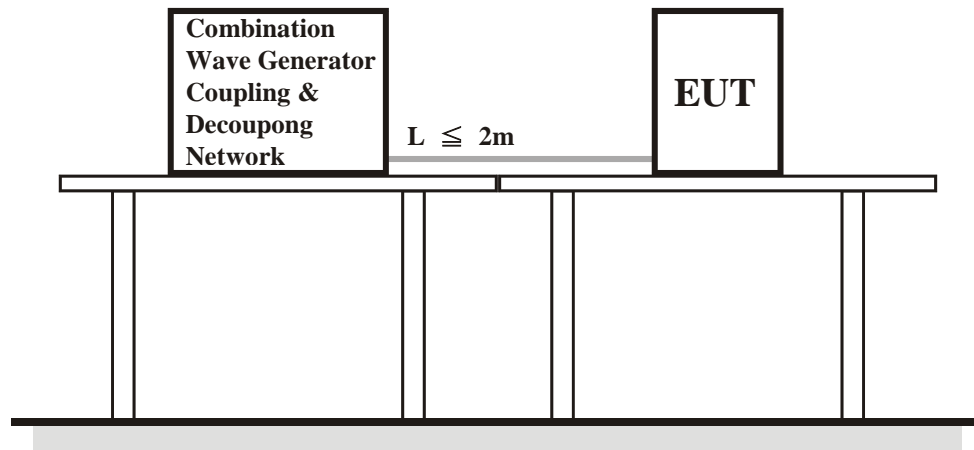 Combination
Wave Generator
Coupling &
Decoupong
Network
L ≦ 2m
EUT